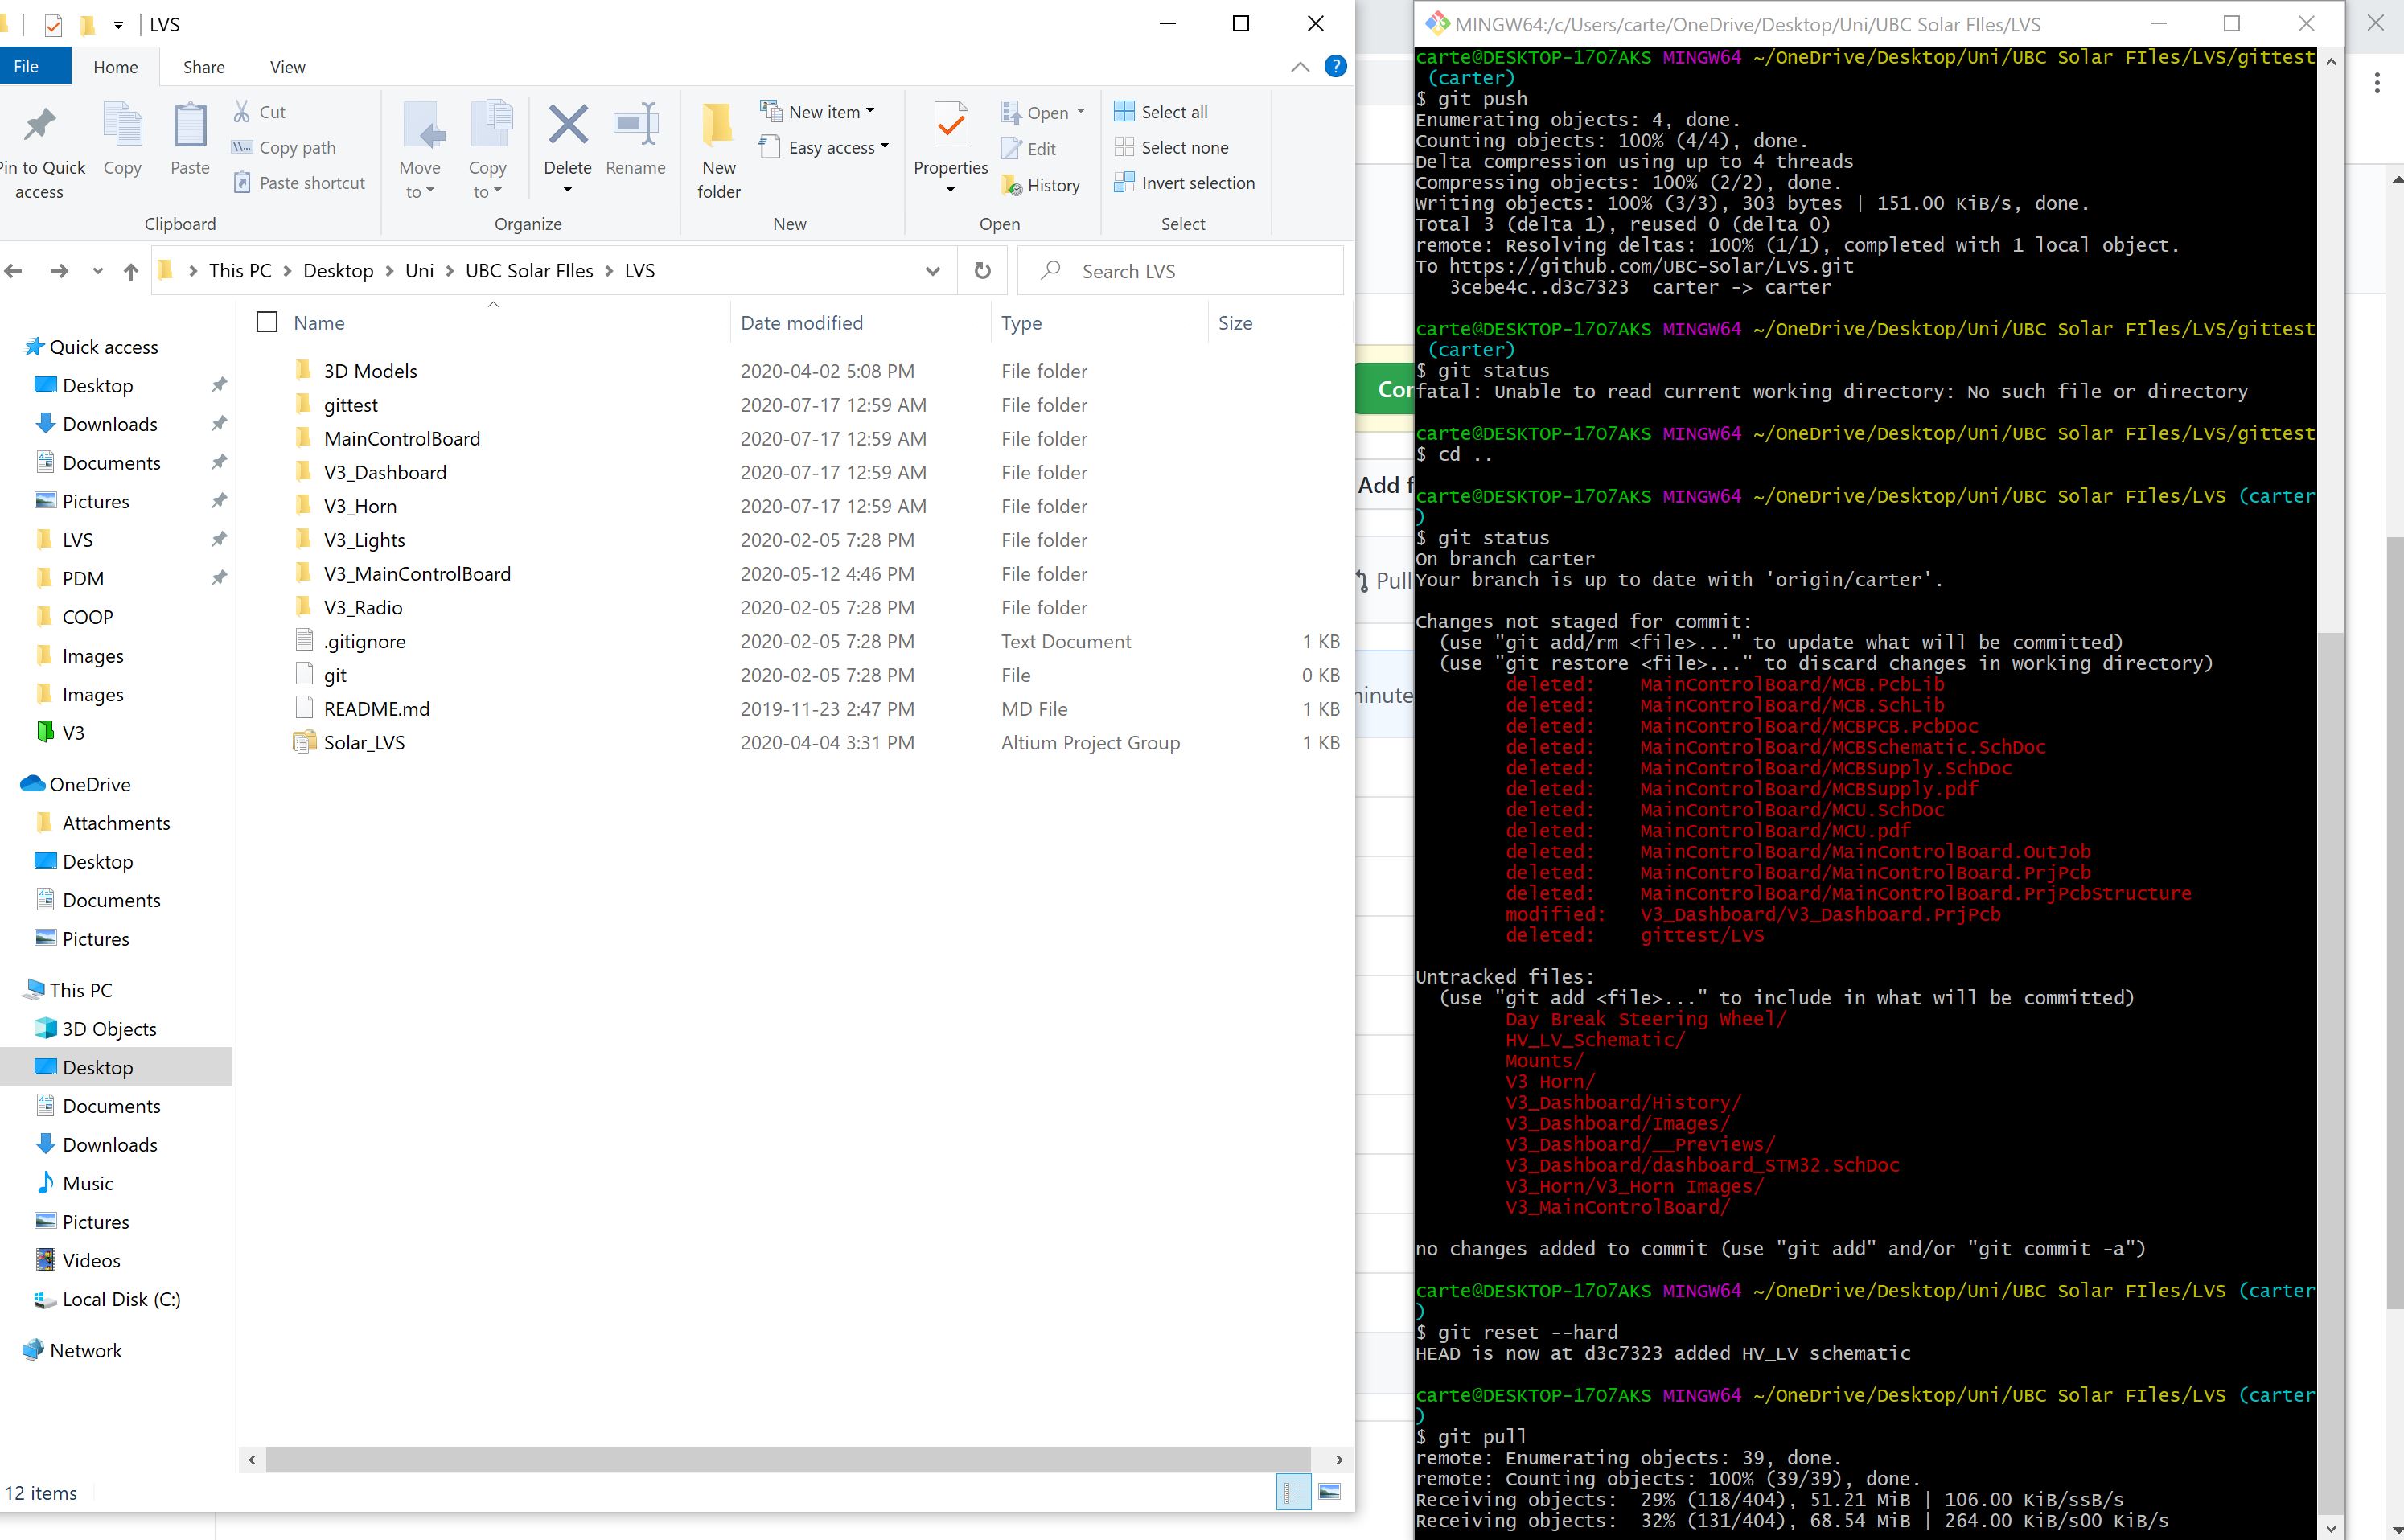 LVS
File Home Share View
Pin to Quick access
Copy
Paste
Cut
Copy path
Paste shortcut
Clipboard
Move to
Copy to
Delete
Rename
Organize
New folder
New item
Easy access
New
Properties
Open
Edit
History
Open
Select all
Select none
Invert selection
Select
This PC > Desktop > Uni > UBC Solar FIles > LVS
Search LVS
Name Date modified Type Size
3D Models 2020-04-02 5:08 PM File folder
gittest 2020-07-17 12:59 AM File folder
MainControlBoard 2020-07-17 12:59 AM File folder
V3_Dashboard 2020-07-17 12:59 AM File folder
V3_Horn 2020-07-17 12:59 AM File folder
V3_Lights 2020-02-05 7:28 PM File folder
V3_MainControlBoard 2020-05-12 4:46 PM File folder
V3_Radio 2020-02-05 7:28 PM File folder
.gitignore 2020-02-05 7:28 PM Text Document 1 KB
git 2020-02-05 7:28 PM File 0 KB
README.md 2019-11-23 2:47 PM MD File 1 KB
Solar_LVS 2020-04-04 3:31 PM Altium Project Group 1 KB
Quick access
Desktop
Downloads
Documents
Pictures
LVS
PDM
COOP
Images
Images
V3
OneDrive
Attachments
Desktop
Documents
Pictures
This PC
3D Objects
Desktop
Documents
Downloads
Music
Pictures
Videos
Local Disk (C:)
Network
12 items
Add f
Pull
MINGW64:/c/Users/carte/OneDrive/Desktop/Uni/UBC Solar FIles/LVS
carte@DESKTOP-17O7AKS MINGW64 ~/OneDrive/Desktop/Uni/UBC Solar FIles/LVS/gittest
(carter)
$ git push
Enumerating objects: 4, done.
Counting objects: 100% (4/4), done.
Delta compression using up to 4 threads
Compressing objects: 100% (2/2), done.
Writing objects: 100% (3/3), 303 bytes | 151.00 KiB/s, done.
Total 3 (delta 1), reused 0 (delta 0)
remote: Resolving deltas: 100% (1/1), completed with 1 local object.
To https://github.com/UBC-Solar/LVS.git
3cebe4c..d3c7323 carter -> carter
carte@DESKTOP-17O7AKS MINGW64 ~/OneDrive/Desktop/Uni/UBC Solar FIles/LVS/gittest
(carter)
$ git status
fatal: Unable to read current working directory: No such file or directory
carte@DESKTOP-17O7AKS MINGW64 ~/OneDrive/Desktop/Uni/UBC Solar FIles/LVS/gittest
$ cd ..
carte@DESKTOP-17O7AKS MINGW64 ~/OneDrive/Desktop/Uni/UBC Solar FIles/LVS (carter
)
$ git status
On branch carter
Your branch is up to date with 'origin/carter'.
Changes not staged for commit:
(use "git add/rm <file>..." to update what will be committed)
(use "git restore <file>..." to discard changes in working directory)
deleted: MainControlBoard/MCB.PcbLib
deleted: MainControlBoard/MCB.SchLib
deleted: MainControlBoard/MCBPCB.PcbDoc
deleted: MainControlBoard/MCBSchematic.SchDoc
deleted: MainControlBoard/MCBSupply.SchDoc
deleted: MainControlBoard/MCBSupply.pdf
deleted: MainControlBoard/MCU.SchDoc
deleted: MainControlBoard/MCU.pdf
deleted: MainControlBoard/MainControlBoard.OutJob
deleted: MainControlBoard/MainControlBoard.PrjPcb
deleted: MainControlBoard/MainControlBoard.PrjPcbStructure
modified: V3_Dashboard/V3_Dashboard.PrjPcb
deleted: gittest/LVS
Untracked files:
(use "git add <file>..." to include in what will be committed)
Day Break Steering Wheel/
HV_LV_Schematic/
Mounts/
V3 Horn/
V3_Dashboard/History/
V3_Dashboard/Images/
V3_Dashboard/__Previews/
V3_Dashboard/dashboard_STM32.SchDoc
V3_Horn/V3_Horn Images/
V3_MainControlBoard/
no changes added to commit (use "git add" and/or "git commit -a")
carte@DESKTOP-17O7AKS MINGW64 ~/OneDrive/Desktop/Uni/UBC Solar FIles/LVS (carter
)
$ git reset --hard
HEAD is now at d3c7323 added HV_LV schematic
carte@DESKTOP-17O7AKS MINGW64 ~/OneDrive/Desktop/Uni/UBC Solar FIles/LVS (carter
)
$ git pull
remote: Enumerating objects: 39, done.
remote: Counting objects: 100% (39/39), done.
Receiving objects: 29% (118/404), 51.21 MiB | 106.00 KiB/ssB/s
Receiving objects: 32% (131/404), 68.54 MiB | 264.00 KiB/s00 KiB/s